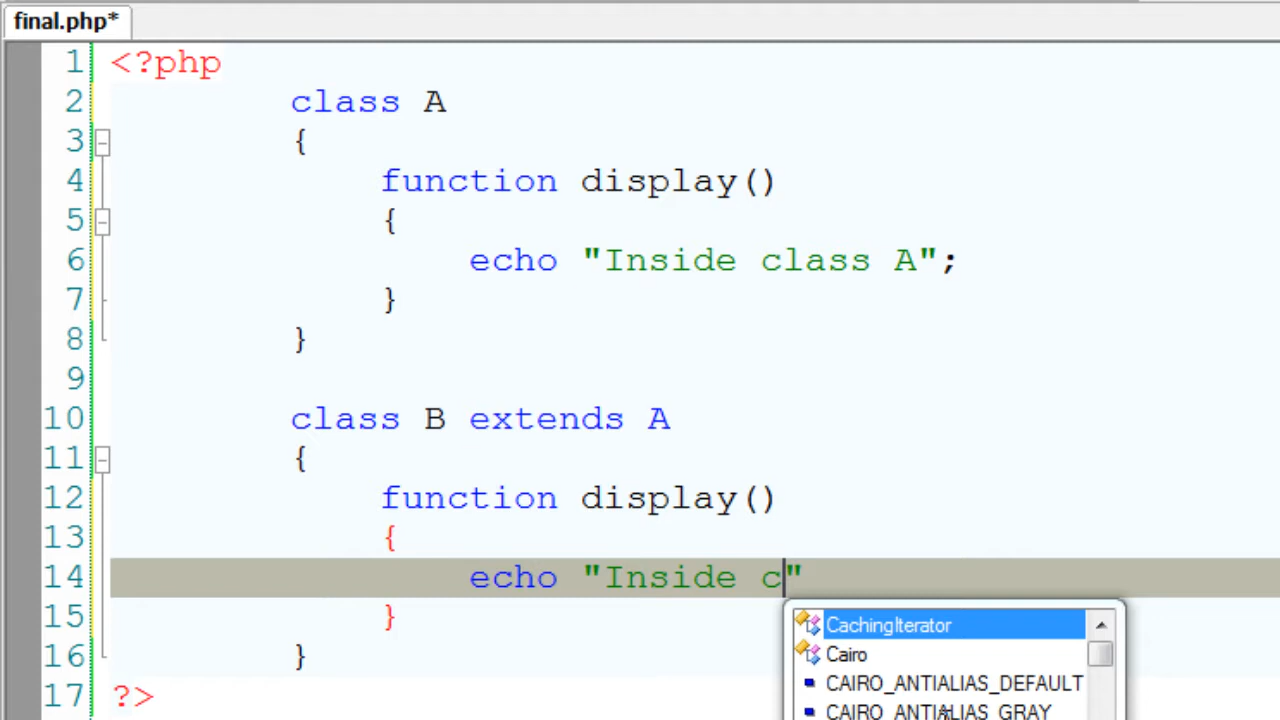 final.php*
1 <?php
2 class A
3 {
4 function display()
5 {
6 echo "Inside class A";
7 }
8 }
9
10 class B extends A
11 {
12 function display()
13 {
14 echo "Inside c"
15 }
16 }
17 ?>
CachingIterator
Cairo
CAIRO_ANTIALIAS_DEFAULT
CAIRO_ANTIALIAS_GRAY